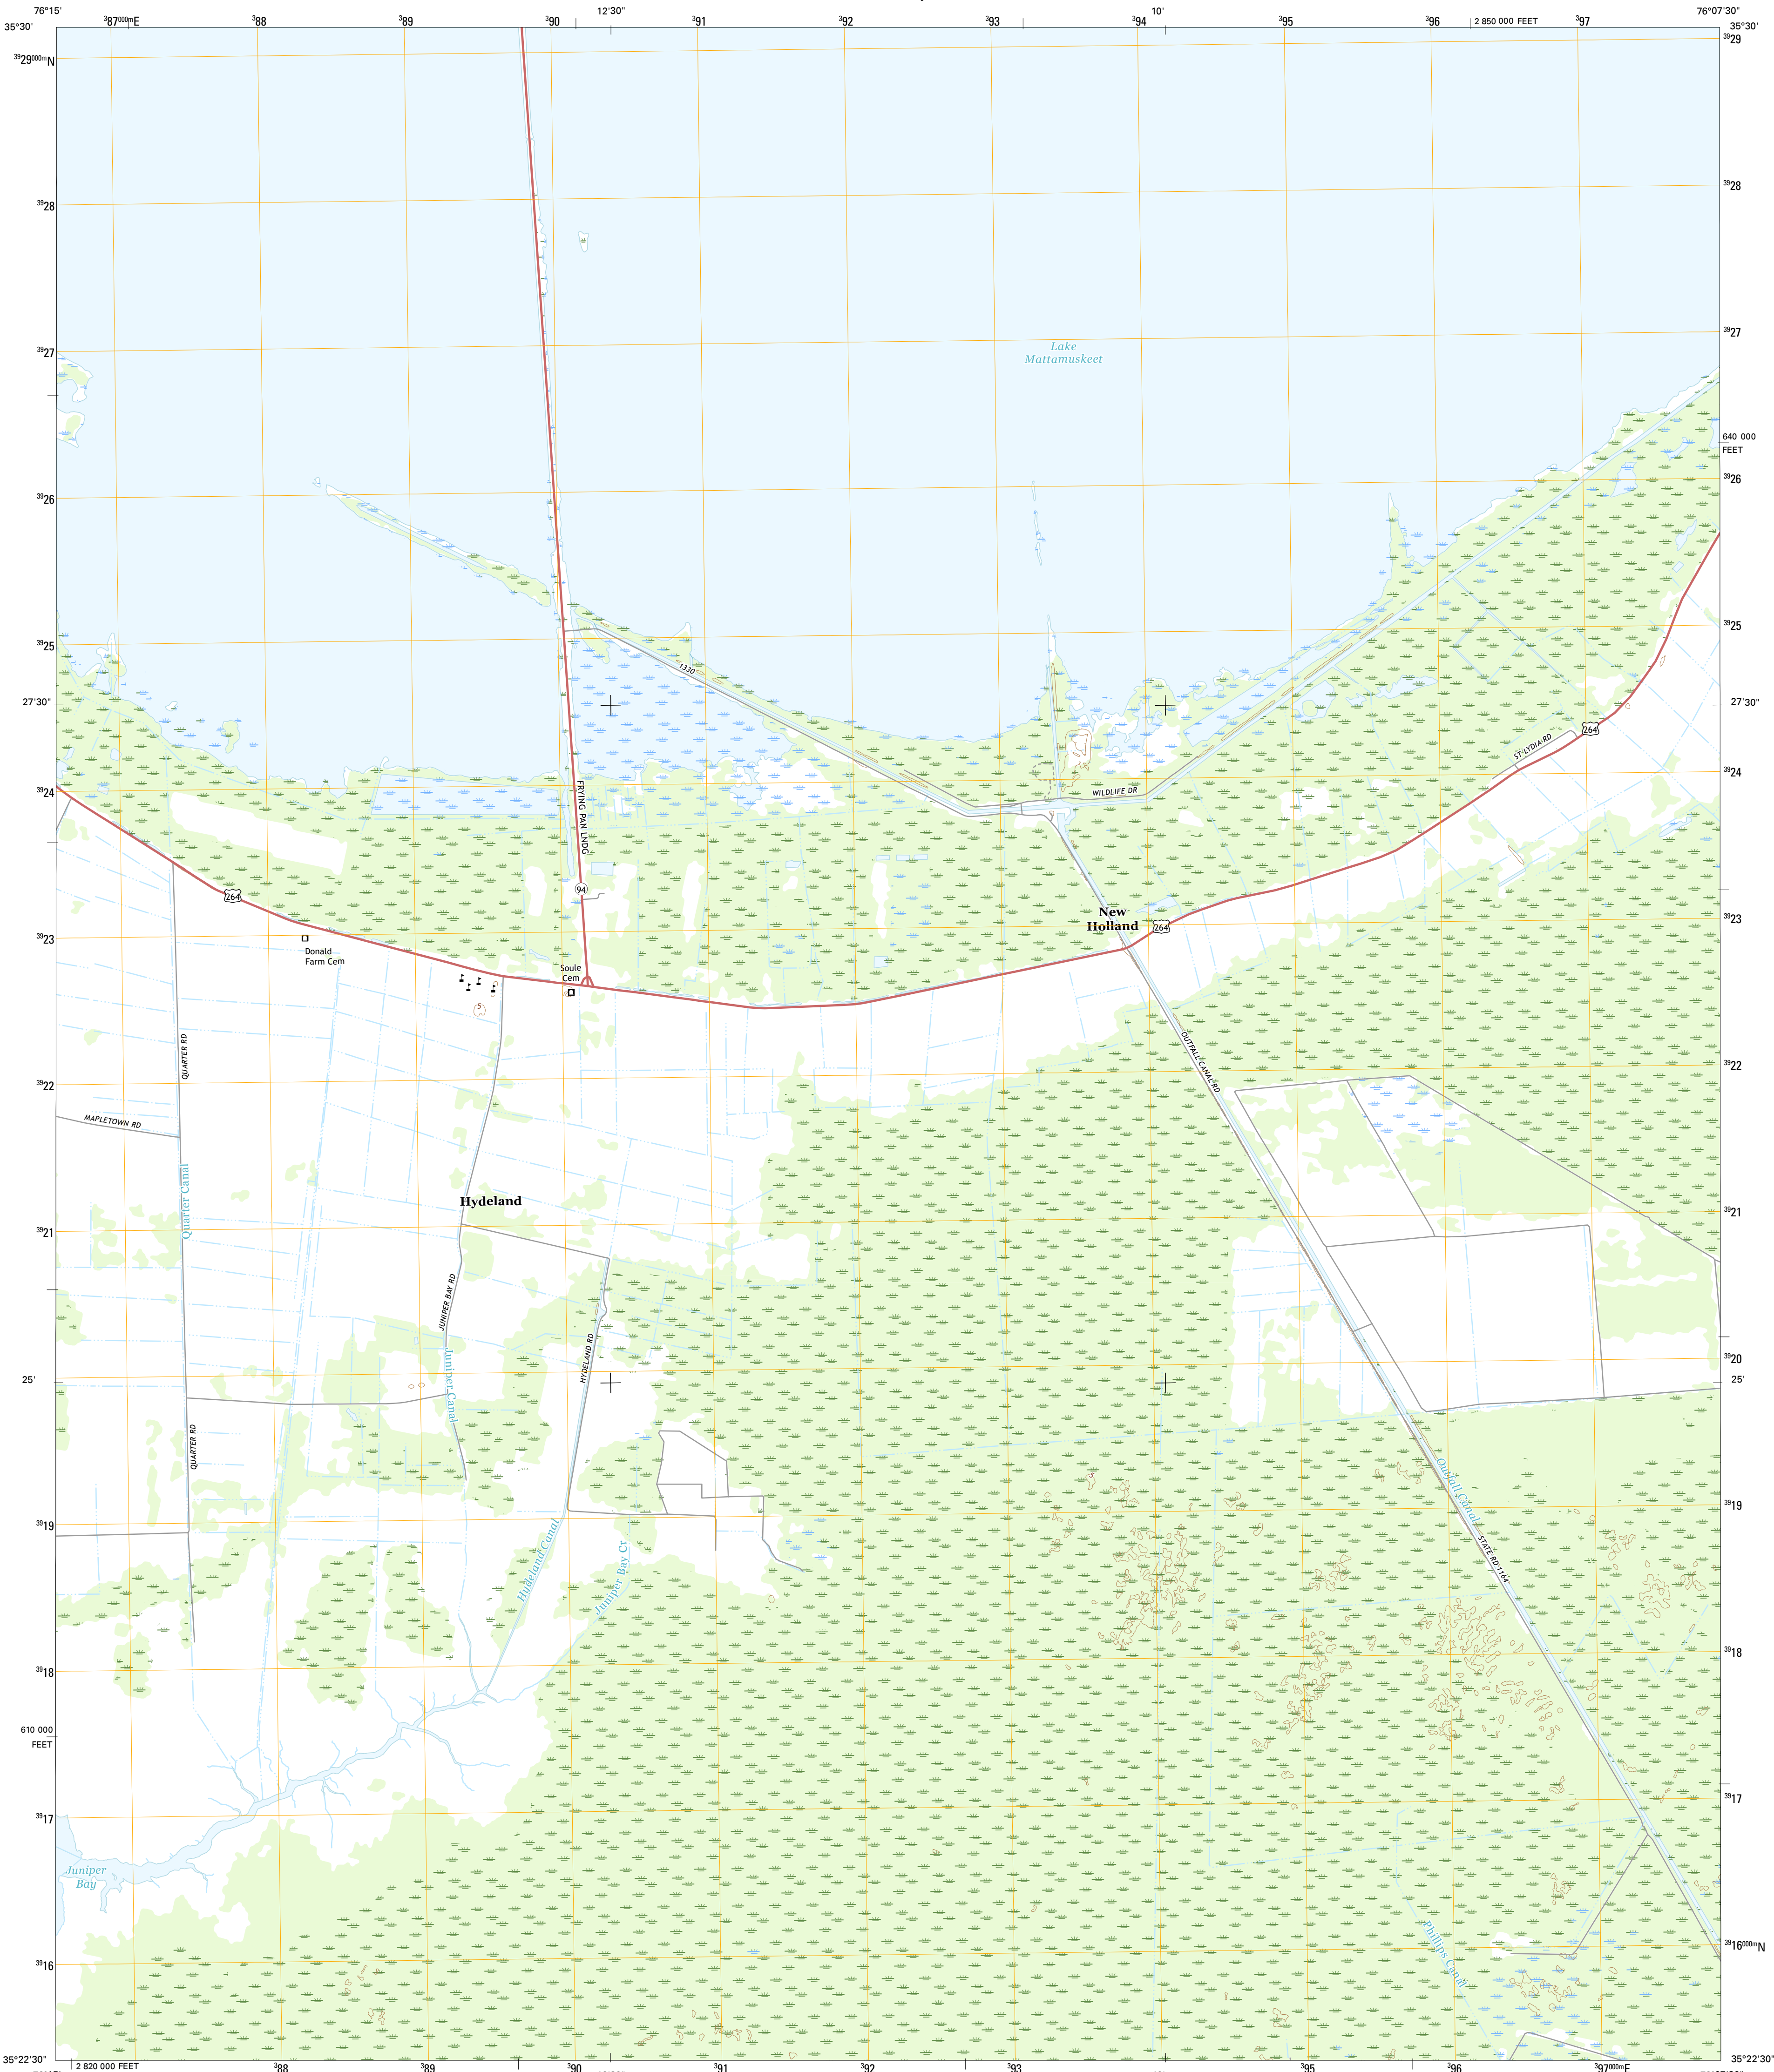 76°15'
³87⁰⁰⁰ᵐE
³88
³89
³90
12'30"
³91
³92
³93
³94
10'
³95
³96
2 850 000 FEET
³97
76°07'30"
35°30'
35°30'
³⁹29⁰⁰⁰ᵐN
³⁹29
³⁹28
³⁹28
³⁹27
³⁹27
Lake
Mattamuskeet
640 000
FEET
³⁹26
³⁹26
³⁹25
³⁹25
1330
27'30"
27'30"
264
ST LYDIA RD
³⁹24
³⁹24
WILDLIFE DR
FRYING PAN LNDG
94
264
New
Holland
264
³⁹23
³⁹23
Donald
Farm Cem
Soule
Cem
5
QUARTER RD
OUTFALL CANAL RD
³⁹22
³⁹22
MAPLETOWN RD
Quarter Canal
Hydeland
³⁹21
³⁹21
JUNIPER BAY RD
HYDELAND RD
Juniper Canal
³⁹20
25'
25'
QUARTER RD
5
Outfall Canal
³⁹19
³⁹19
Hydeland Canal
Juniper Bay Cr
STATE RD 1164
³⁹18
³⁹18
610 000
FEET
³⁹17
³⁹17
Juniper
Bay
Phillips Canal
³⁹16
³⁹16⁰⁰⁰ᵐN
35°22'30"
35°22'30"
2 820 000 FEET
³88
³89
³90
³91
³92
³93
³95
³96
³97⁰⁰⁰ᵐE